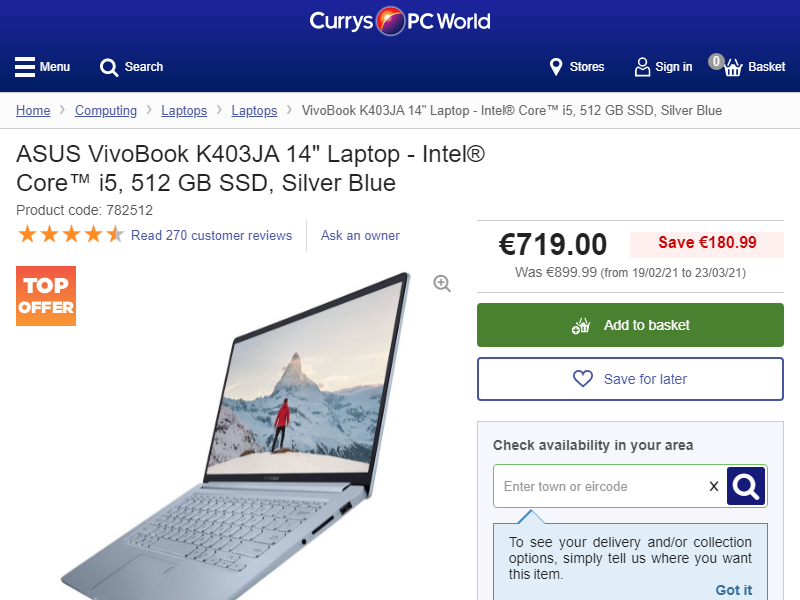 Currys PC World
Menu
Search
Stores
Sign in
0
Basket
Home > Computing > Laptops > Laptops > VivoBook K403JA 14" Laptop - Intel® Core™ i5, 512 GB SSD, Silver Blue
ASUS VivoBook K403JA 14" Laptop - Intel®
Core™ i5, 512 GB SSD, Silver Blue
Product code: 782512
Read 270 customer reviews
Ask an owner
€719.00
Save €180.99
Was €899.99 (from 19/02/21 to 23/03/21)
TOP
OFFER
Add to basket
Save for later
Check availability in your area
Enter town or eircode
X
To see your delivery and/or collection
options, simply tell us where you want
this item.
Got it